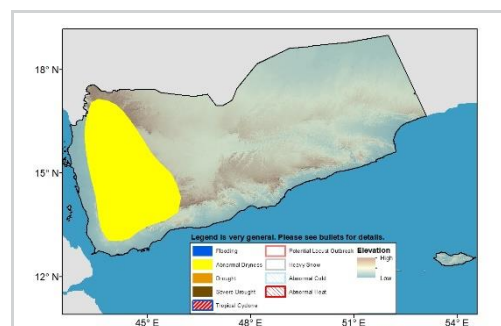 18°N
15°N
12°N
Legend is very general. Please see bullets for details.
Flooding
Abnormal Dryness
Drought
Severe Drought
Tropical Cyclone
Potential Locust Outbreak
Heavy Snow
Abnormal Cold
Abnormal Heat
Elevation
High
Low
45°E
48°E
51°E
54°E